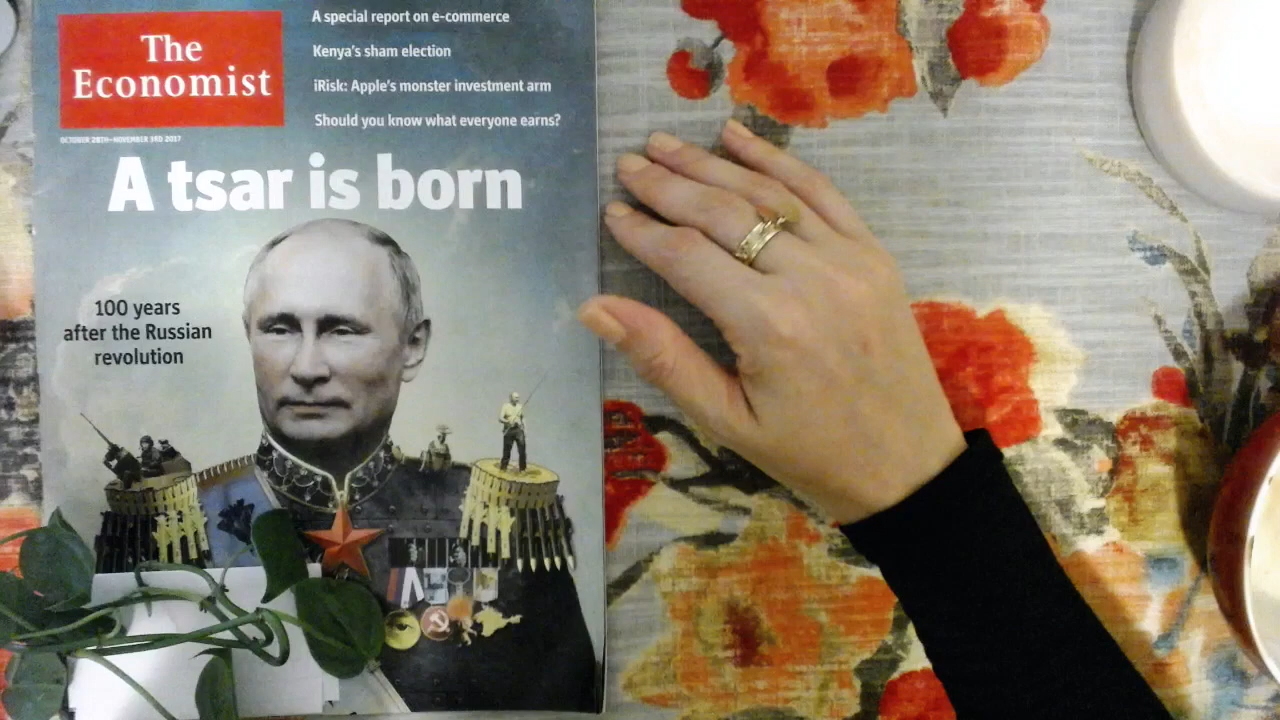 The
Economist
A special report on e-commerce
Kenya's sham election
iRisk: Apple's monster investment arm
Should you know what everyone earns?
OCTOBER 28TH–NOVEMBER 3RD 2017
A tsar is born
100 years
after the Russian
revolution